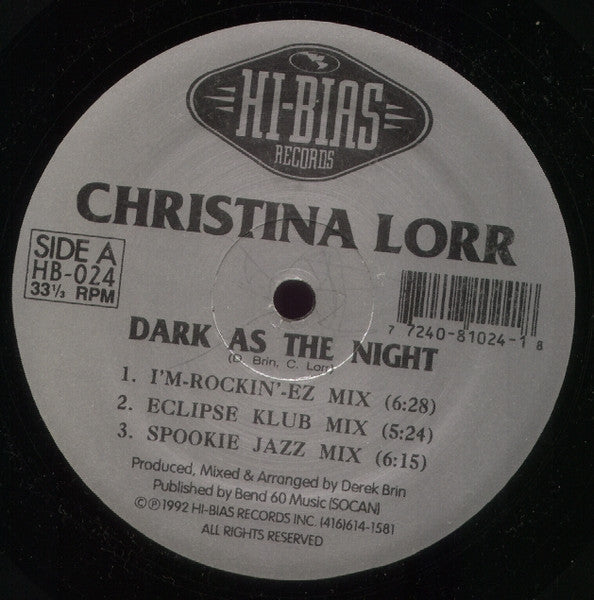 HI-BIAS
RECORDS
CHRISTINA LORR
SIDE A
HB-024
33⅓ RPM
7 7240-81024-1 8
DARK AS THE NIGHT
(D. Brin, C. Lorr)
1. I'M-ROCKIN'-EZ MIX (6:28)
2. ECLIPSE KLUB MIX (5:24)
3. SPOOKIE JAZZ MIX (6:15)
Produced, Mixed & Arranged by Derek Brin
Published by Bend 60 Music (SOCAN)
©℗1992 HI-BIAS RECORDS INC. (416)614-1581
ALL RIGHTS RESERVED